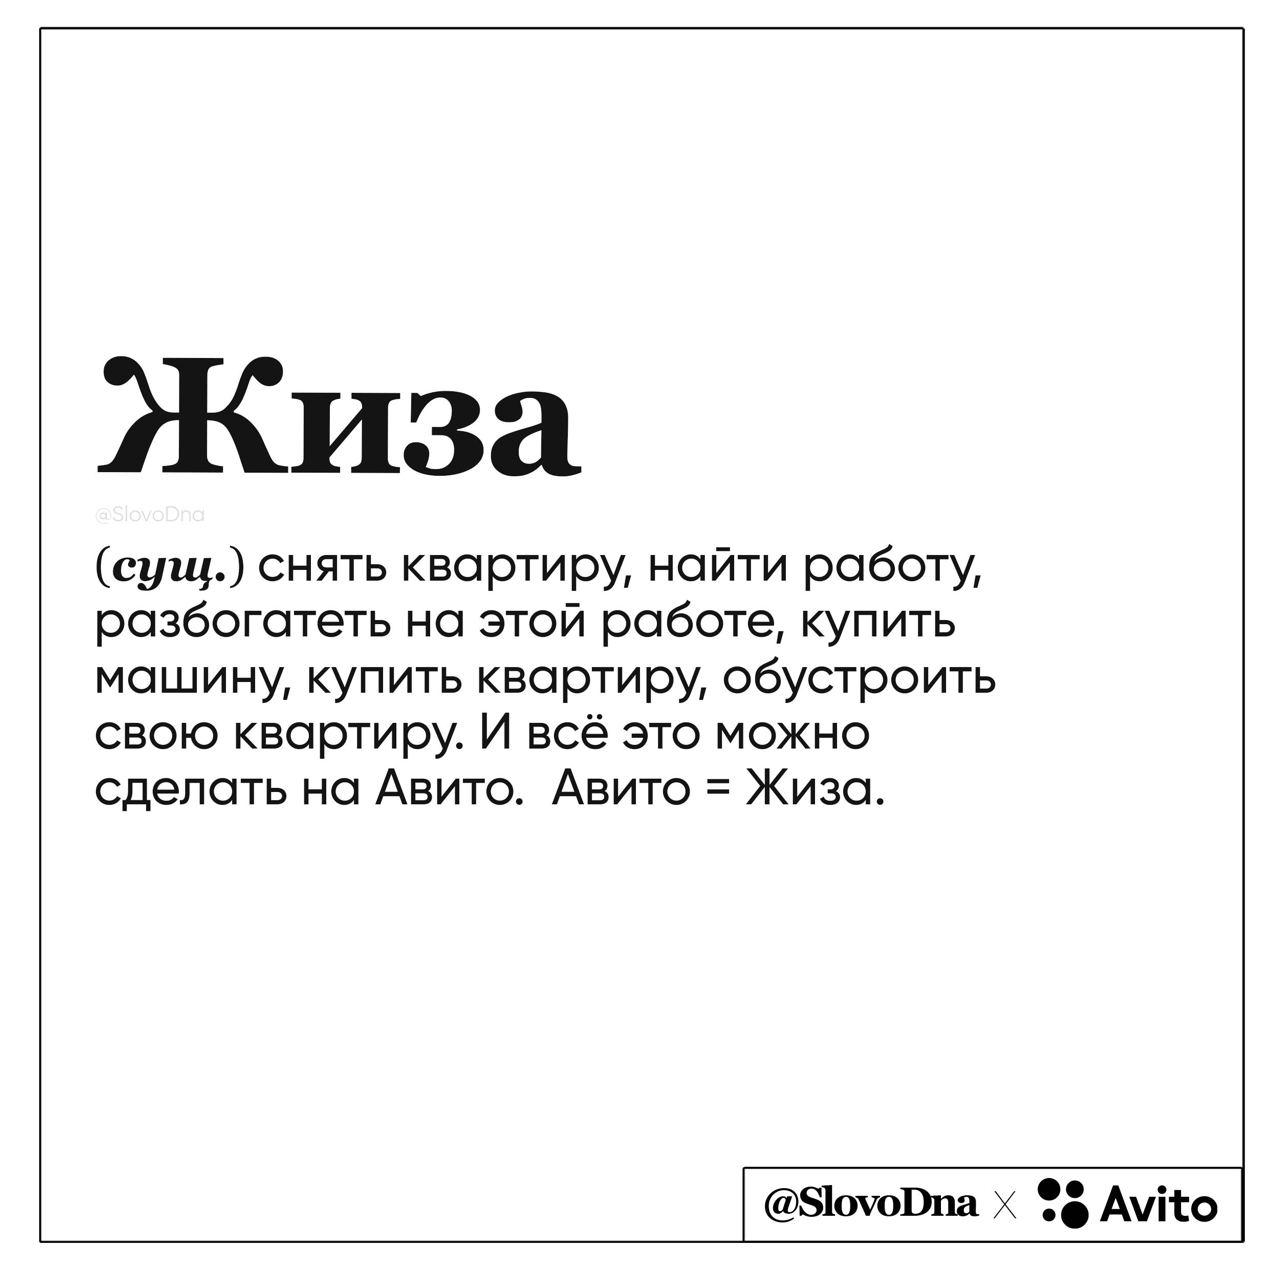 Жиза
@SlovoDna
(сущ.) снять квартиру, найти работу,
разбогатеть на этой работе, купить
машину, купить квартиру, обустроить
свою квартиру. И всё это можно
сделать на Авито.  Авито = Жиза.
@SlovoDna X Avito